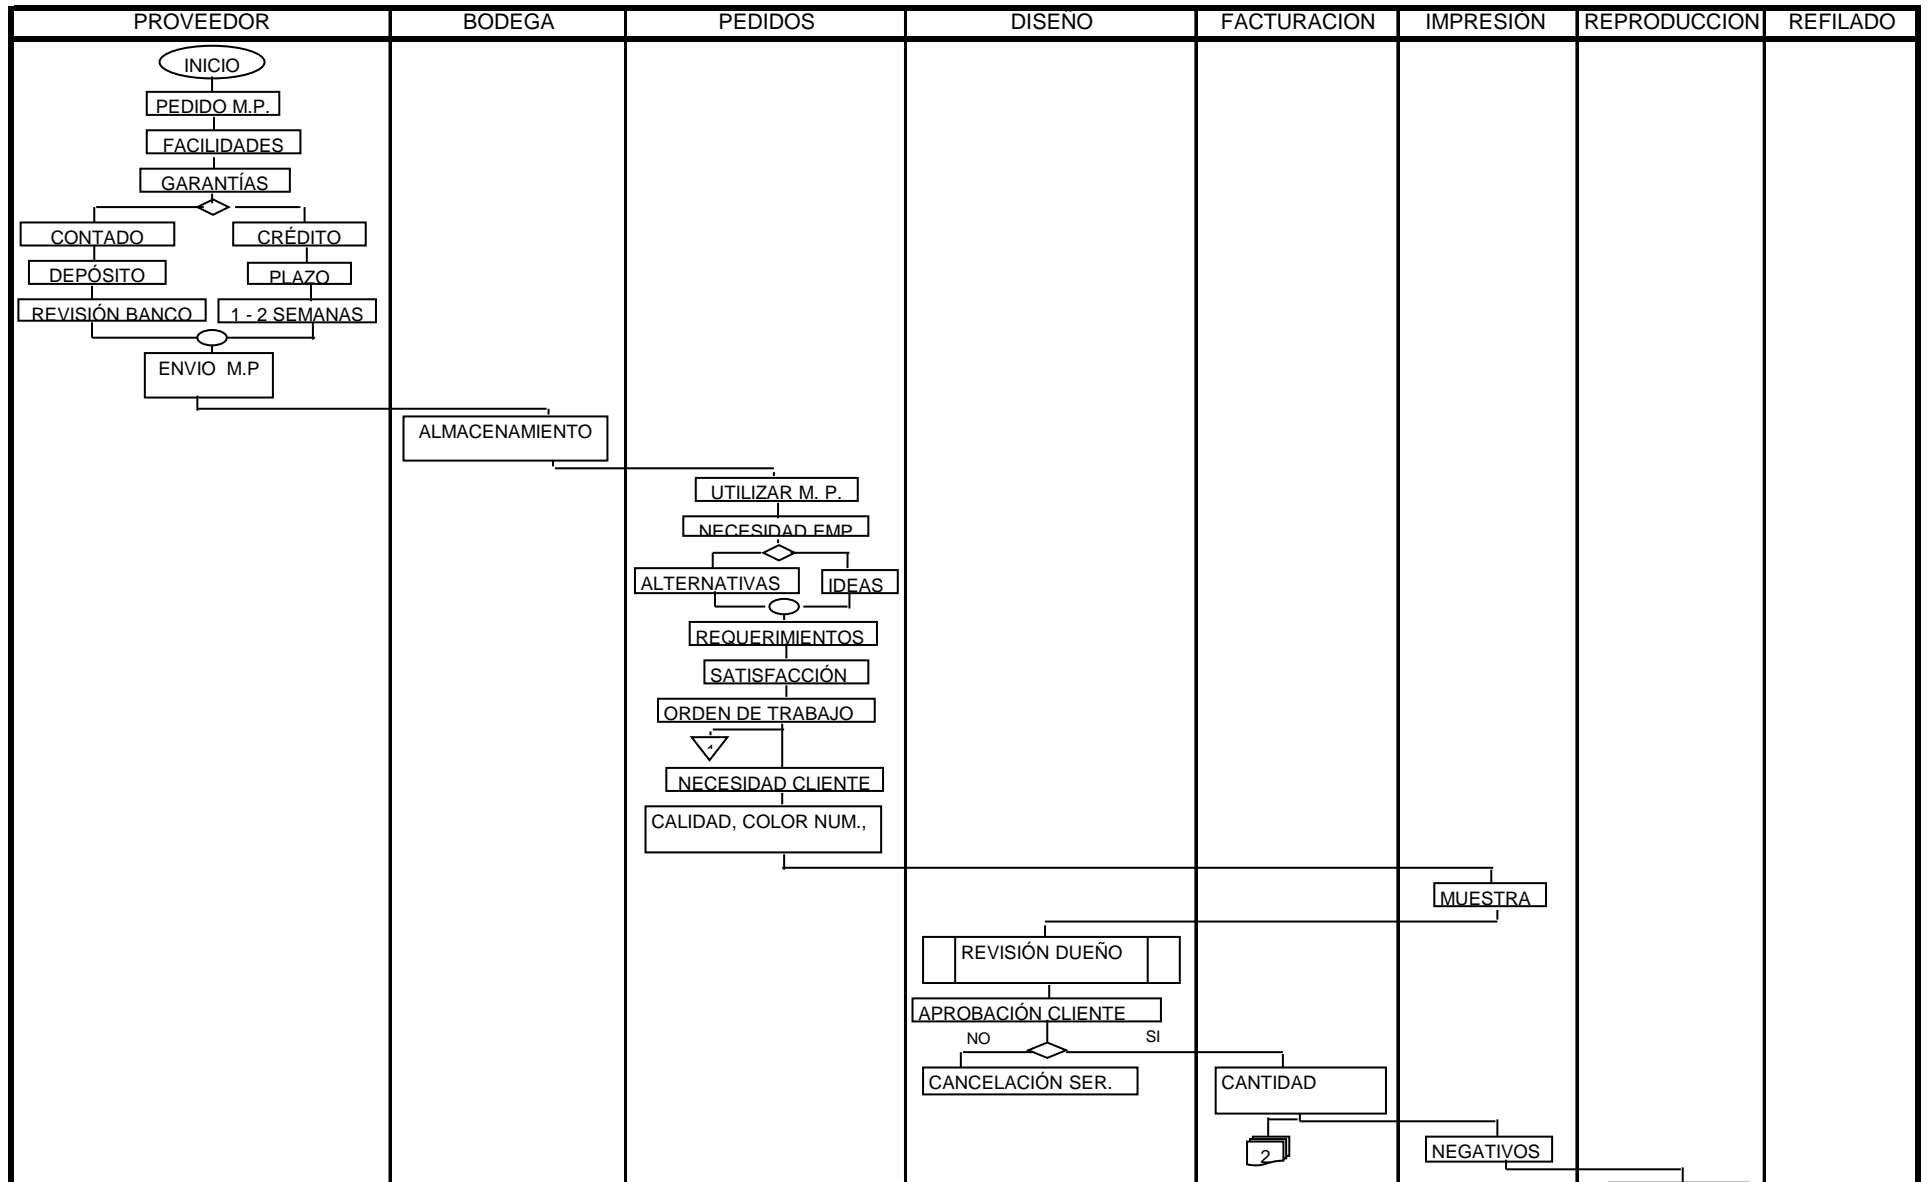 PROVEEDOR BODEGA PEDIDOS DISEÑO FACTURACION IMPRESIÓN REPRODUCCION REFILADO
INICIO
PEDIDO M.P.
FACILIDADES
GARANTÍAS
CONTADO CRÉDITO
DEPÓSITO PLAZO
REVISIÓN BANCO 1 - 2 SEMANAS
ENVIO M.P
ALMACENAMIENTO
UTILIZAR M. P.
NECESIDAD EMP
ALTERNATIVAS IDEAS
REQUERIMIENTOS
SATISFACCIÓN
ORDEN DE TRABAJO
NECESIDAD CLIENTE
CALIDAD, COLOR NUM.,
MUESTRA
REVISIÓN DUEÑO
APROBACIÓN CLIENTE
NO SI
CANCELACIÓN SER. CANTIDAD
2 NEGATIVOS